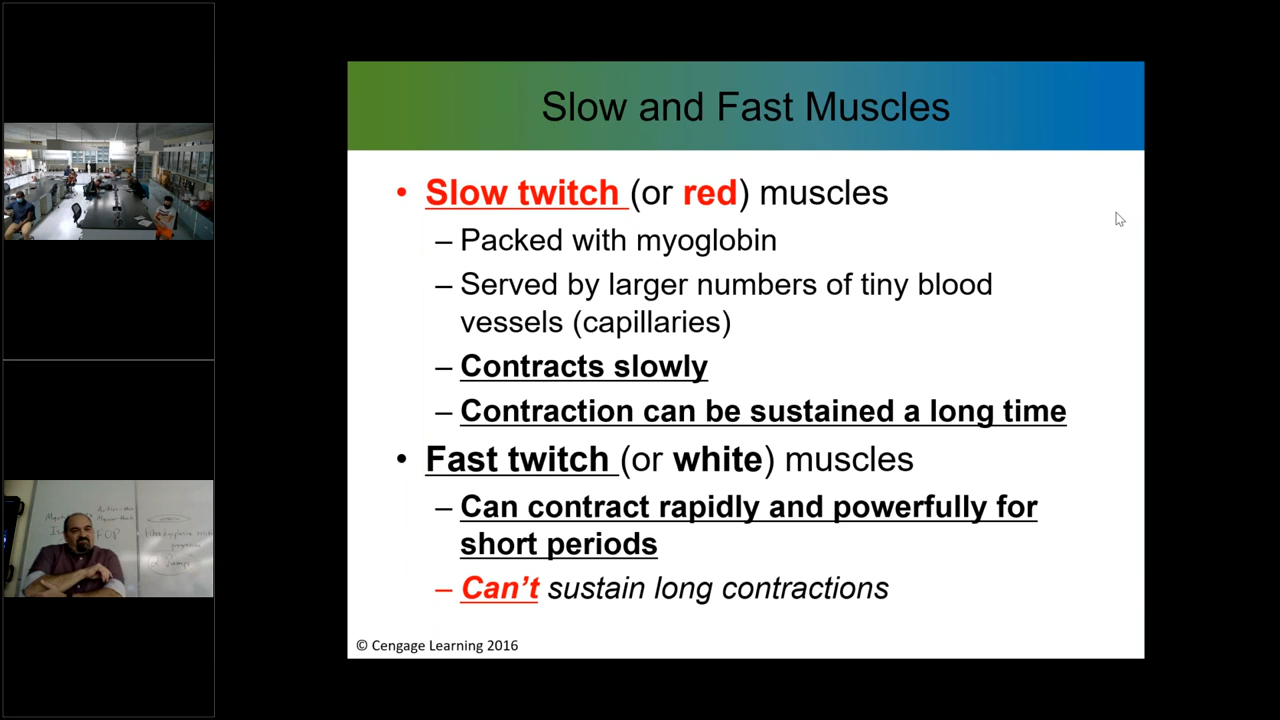 Slow and Fast Muscles
• Slow twitch (or red) muscles
– Packed with myoglobin
– Served by larger numbers of tiny blood
vessels (capillaries)
– Contracts slowly
– Contraction can be sustained a long time
• Fast twitch (or white) muscles
– Can contract rapidly and powerfully for
short periods
– Can't sustain long contractions
© Cengage Learning 2016
FOP